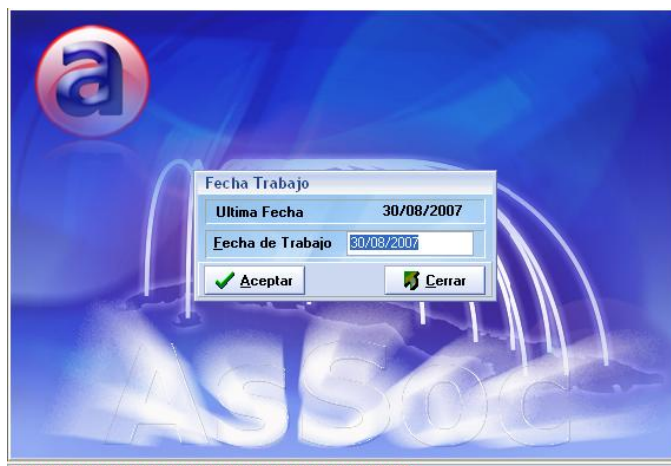 a
Fecha Trabajo
Ultima Fecha 30/08/2007
Fecha de Trabajo 30/08/2007
Aceptar Cerrar
AsSoc